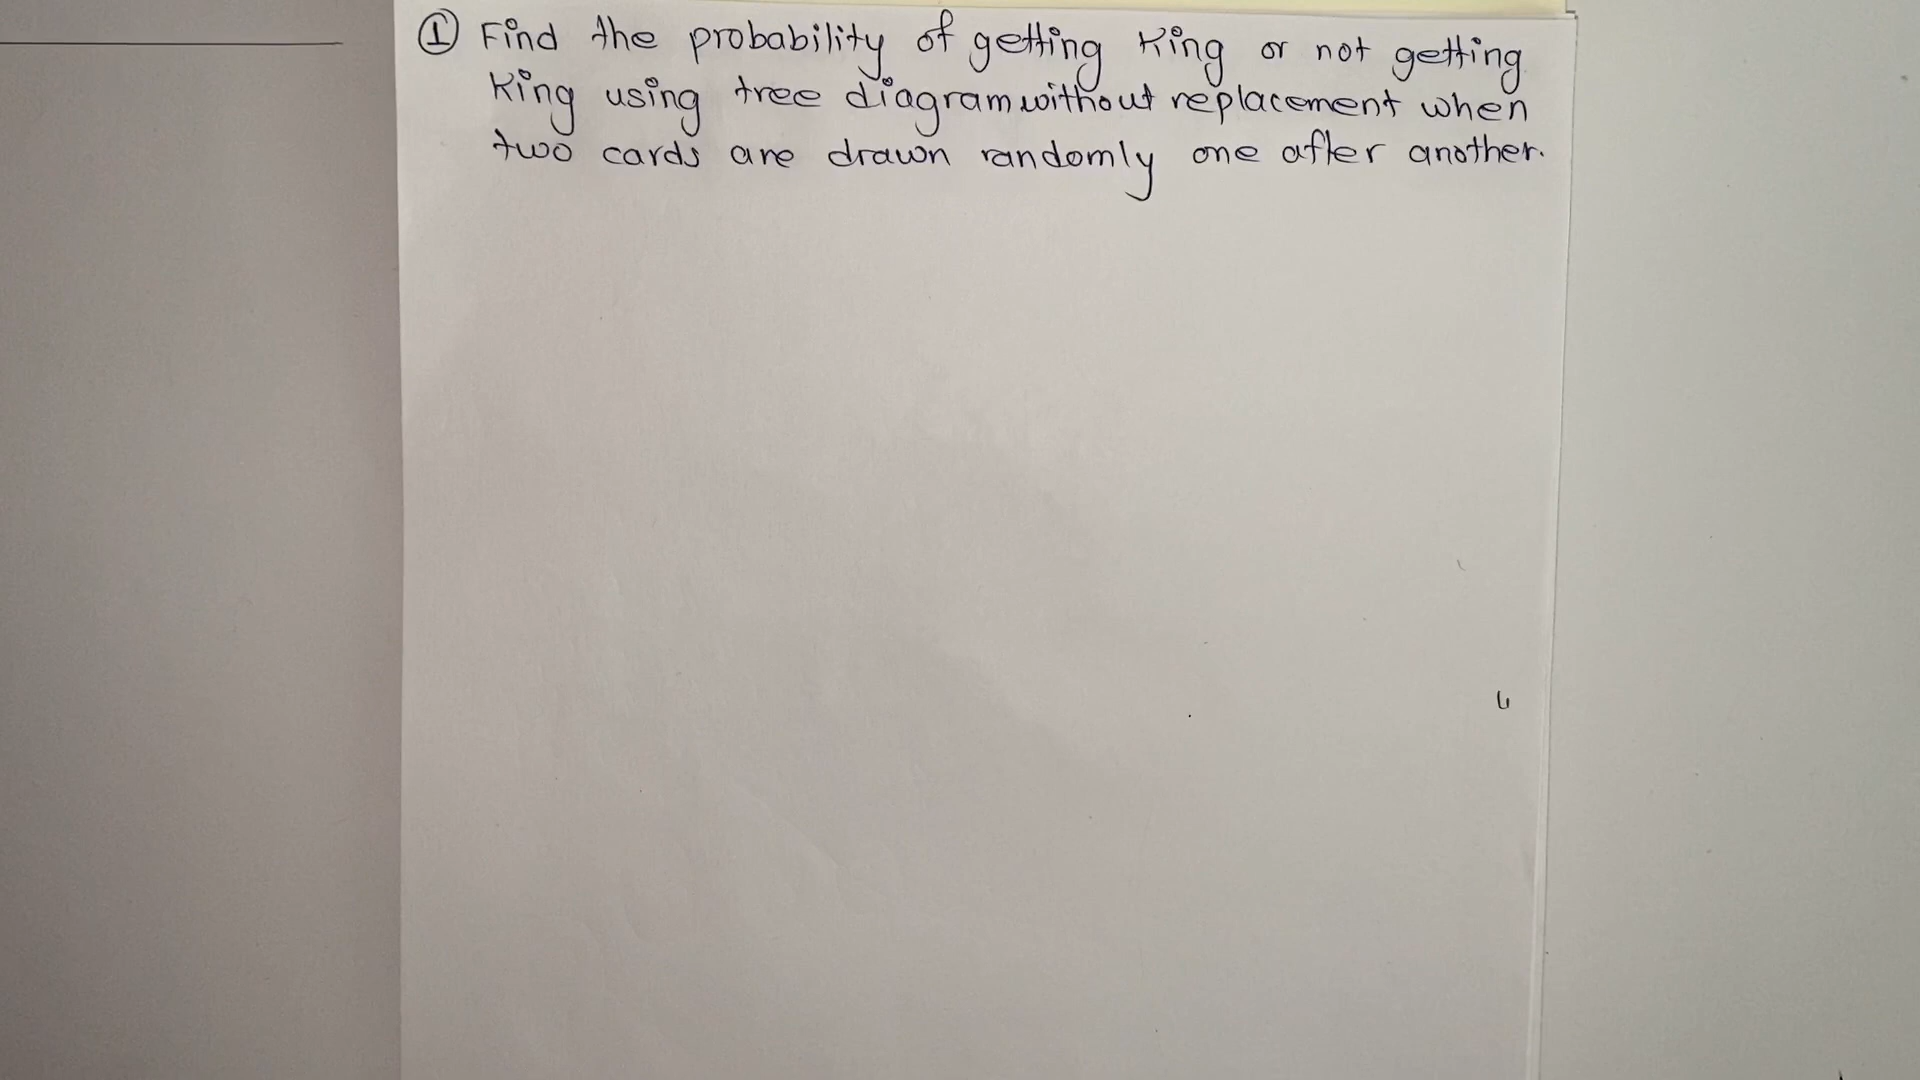 ① Find the probability of getting King or not getting
King using tree diagram without replacement when
two cards are drawn randomly one after another.